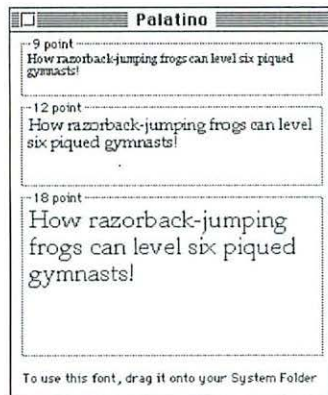 Palatino
9 point
How razorback-jumping frogs can level six piqued
gymnasts!
12 point
How razorback-jumping frogs can level
six piqued gymnasts!
18 point
How razorback-jumping
frogs can level six piqued
gymnasts!
To use this font, drag it onto your System Folder